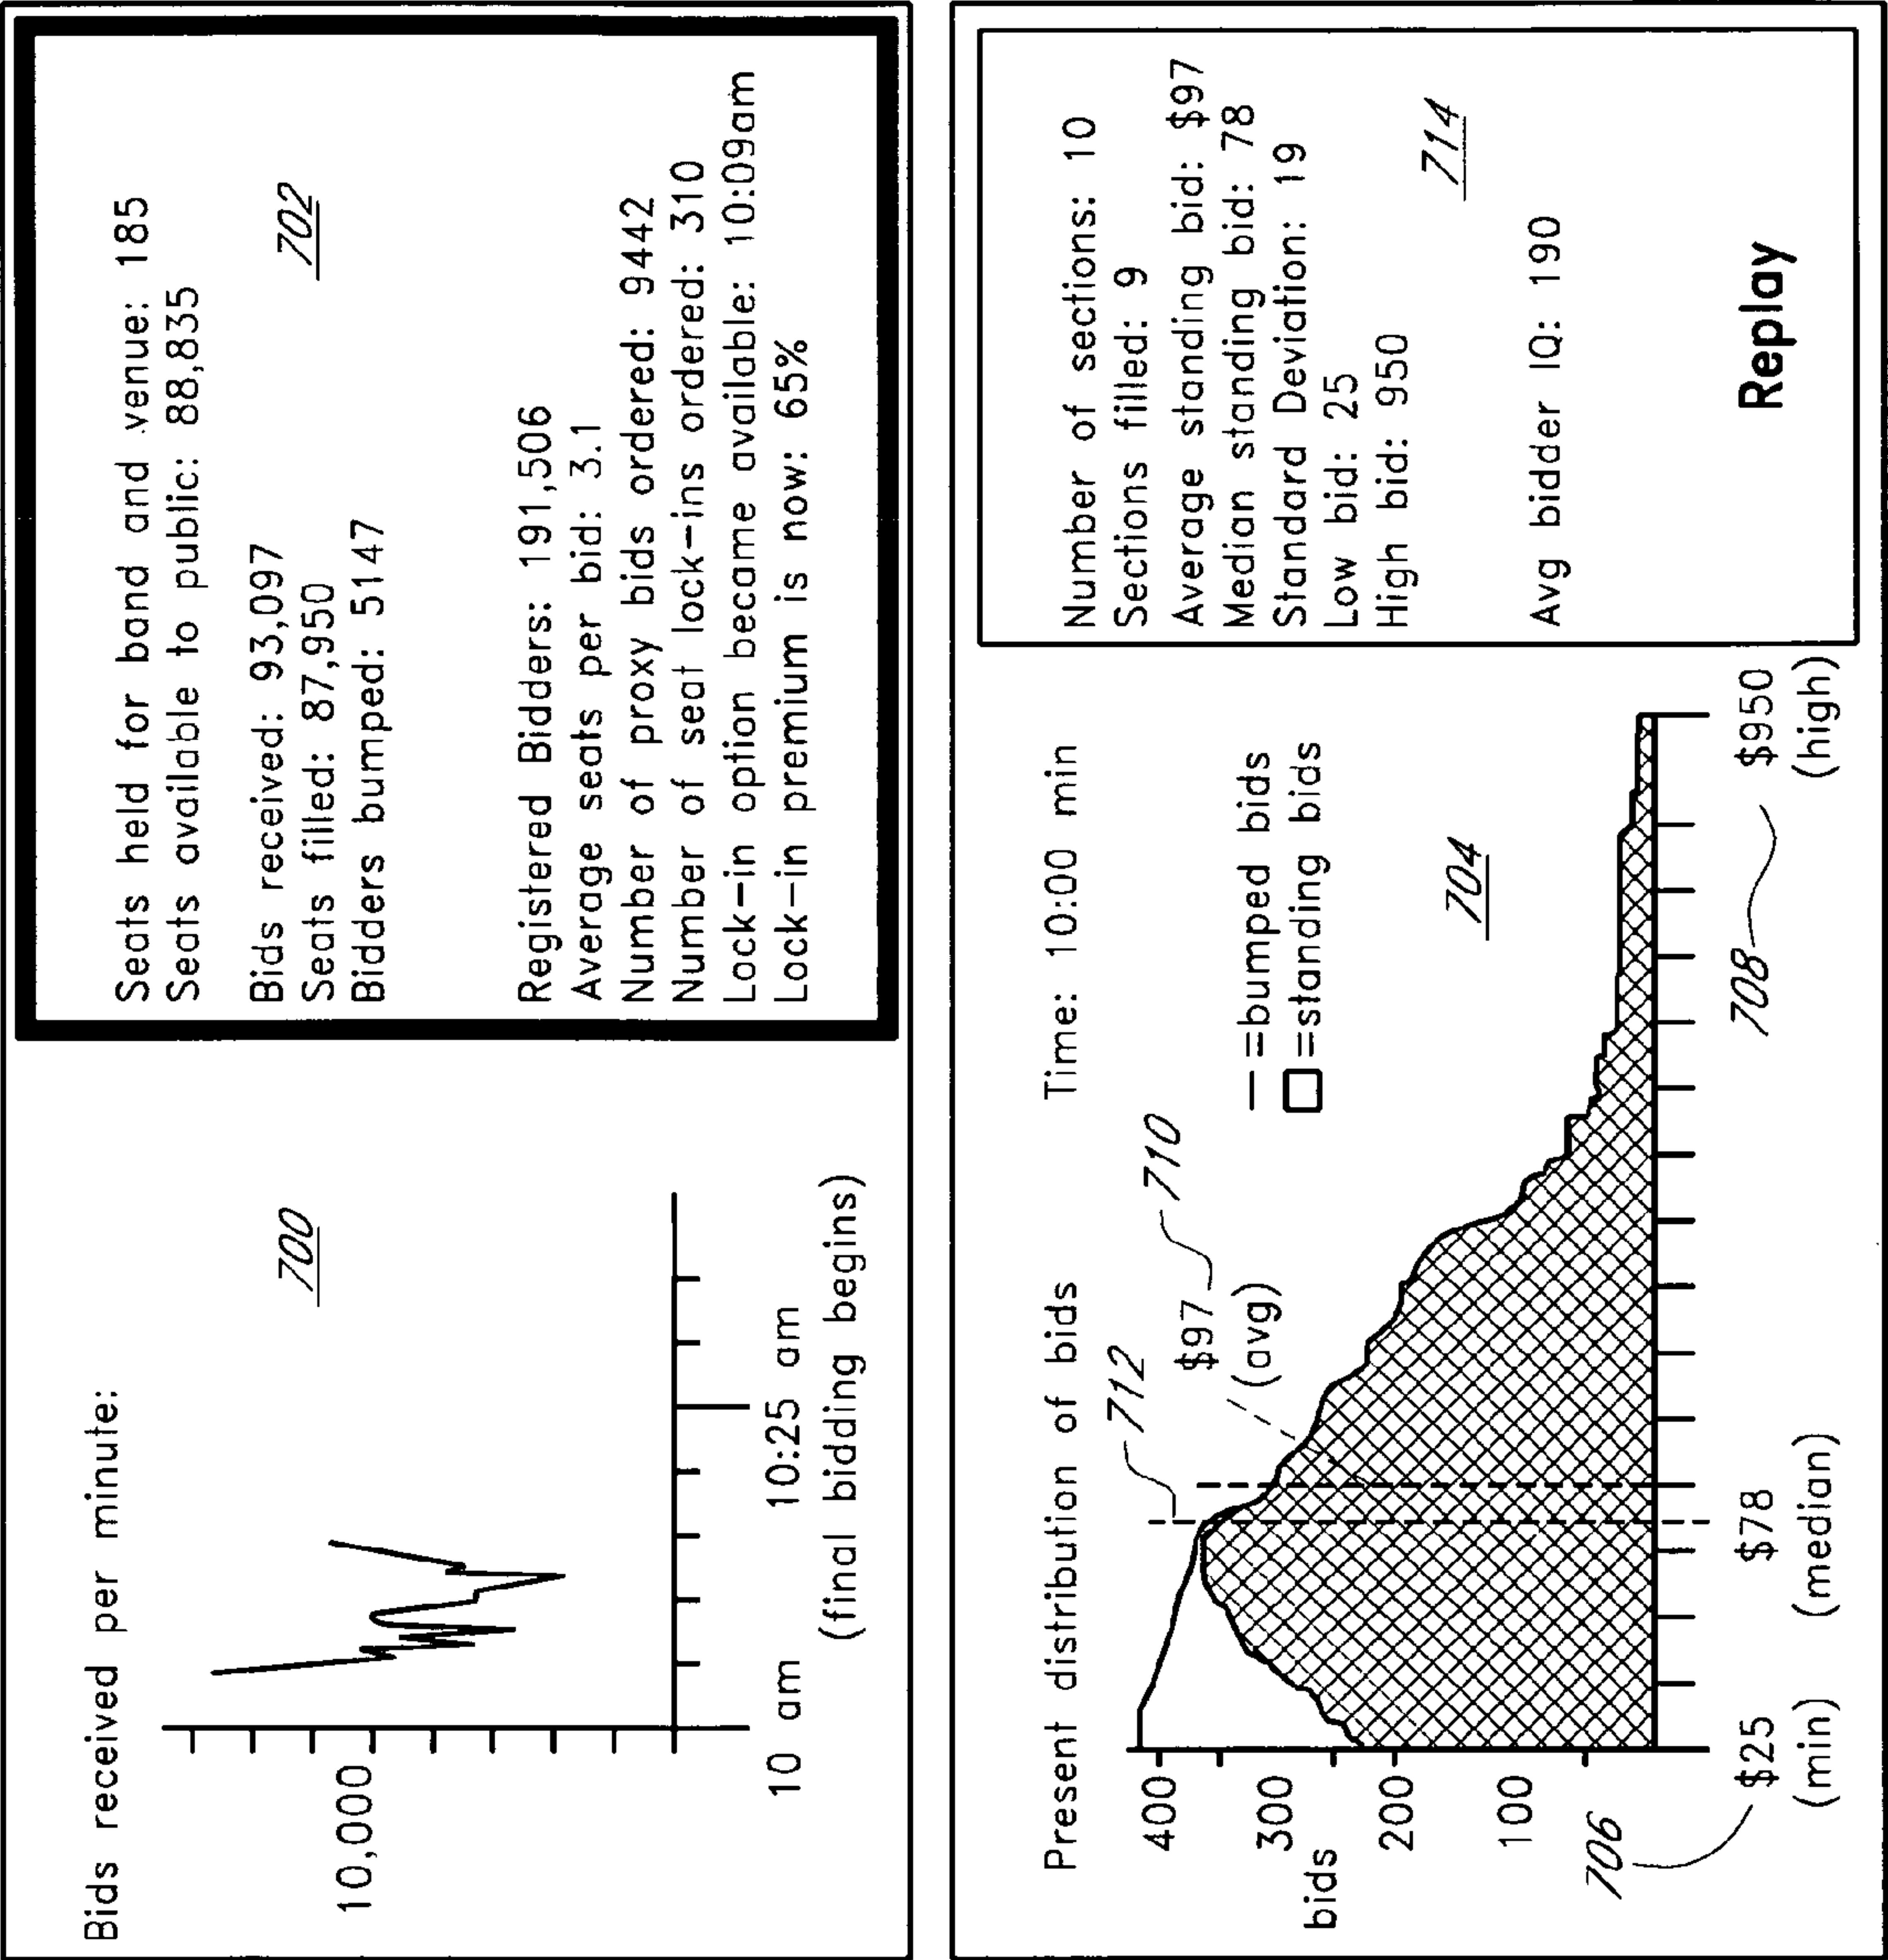 Bids received per minute:
700
10,000
10 am
10:25 am
(final bidding begins)
Seats held for band and venue: 185
Seats available to public: 88,835
702
Bids received: 93,097
Seats filled: 87,950
Bidders bumped: 5147
Registered Bidders: 191,506
Average seats per bid: 3.1
Number of proxy bids ordered: 9442
Number of seat lock-ins ordered: 310
Lock-in option became available: 10:09am
Lock-in premium is now: 65%
Present distribution of bids
Time: 10:00 min
712
710
$97
(avg)
=bumped bids
=standing bids
704
400
300
bids
200
100
706
708
$25
(min)
$78
(median)
$950
(high)
Number of sections: 10
Sections filled: 9
Average standing bid: $97
Median standing bid: 78
Standard Deviation: 19
Low bid: 25
High bid: 950
714
Avg bidder IQ: 190
Replay